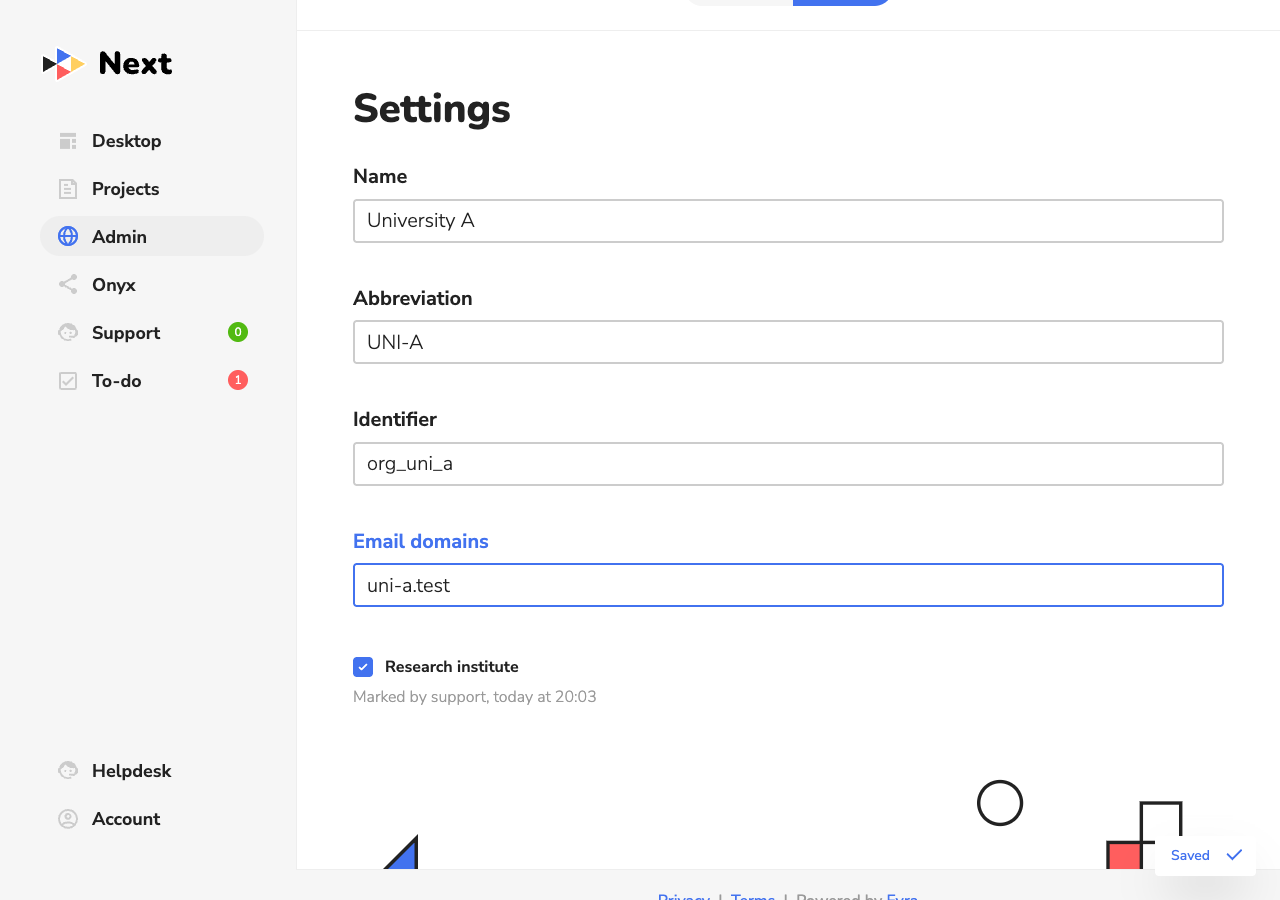 Next
Desktop
Projects
Admin
Onyx
Support 0
To-do 1
Helpdesk
Account
Settings
Name
University A
Abbreviation
UNI-A
Identifier
org_uni_a
Email domains
uni-a.test
Research institute
Marked by support, today at 20:03
Saved
Privacy | Terms | Powered by Eyra